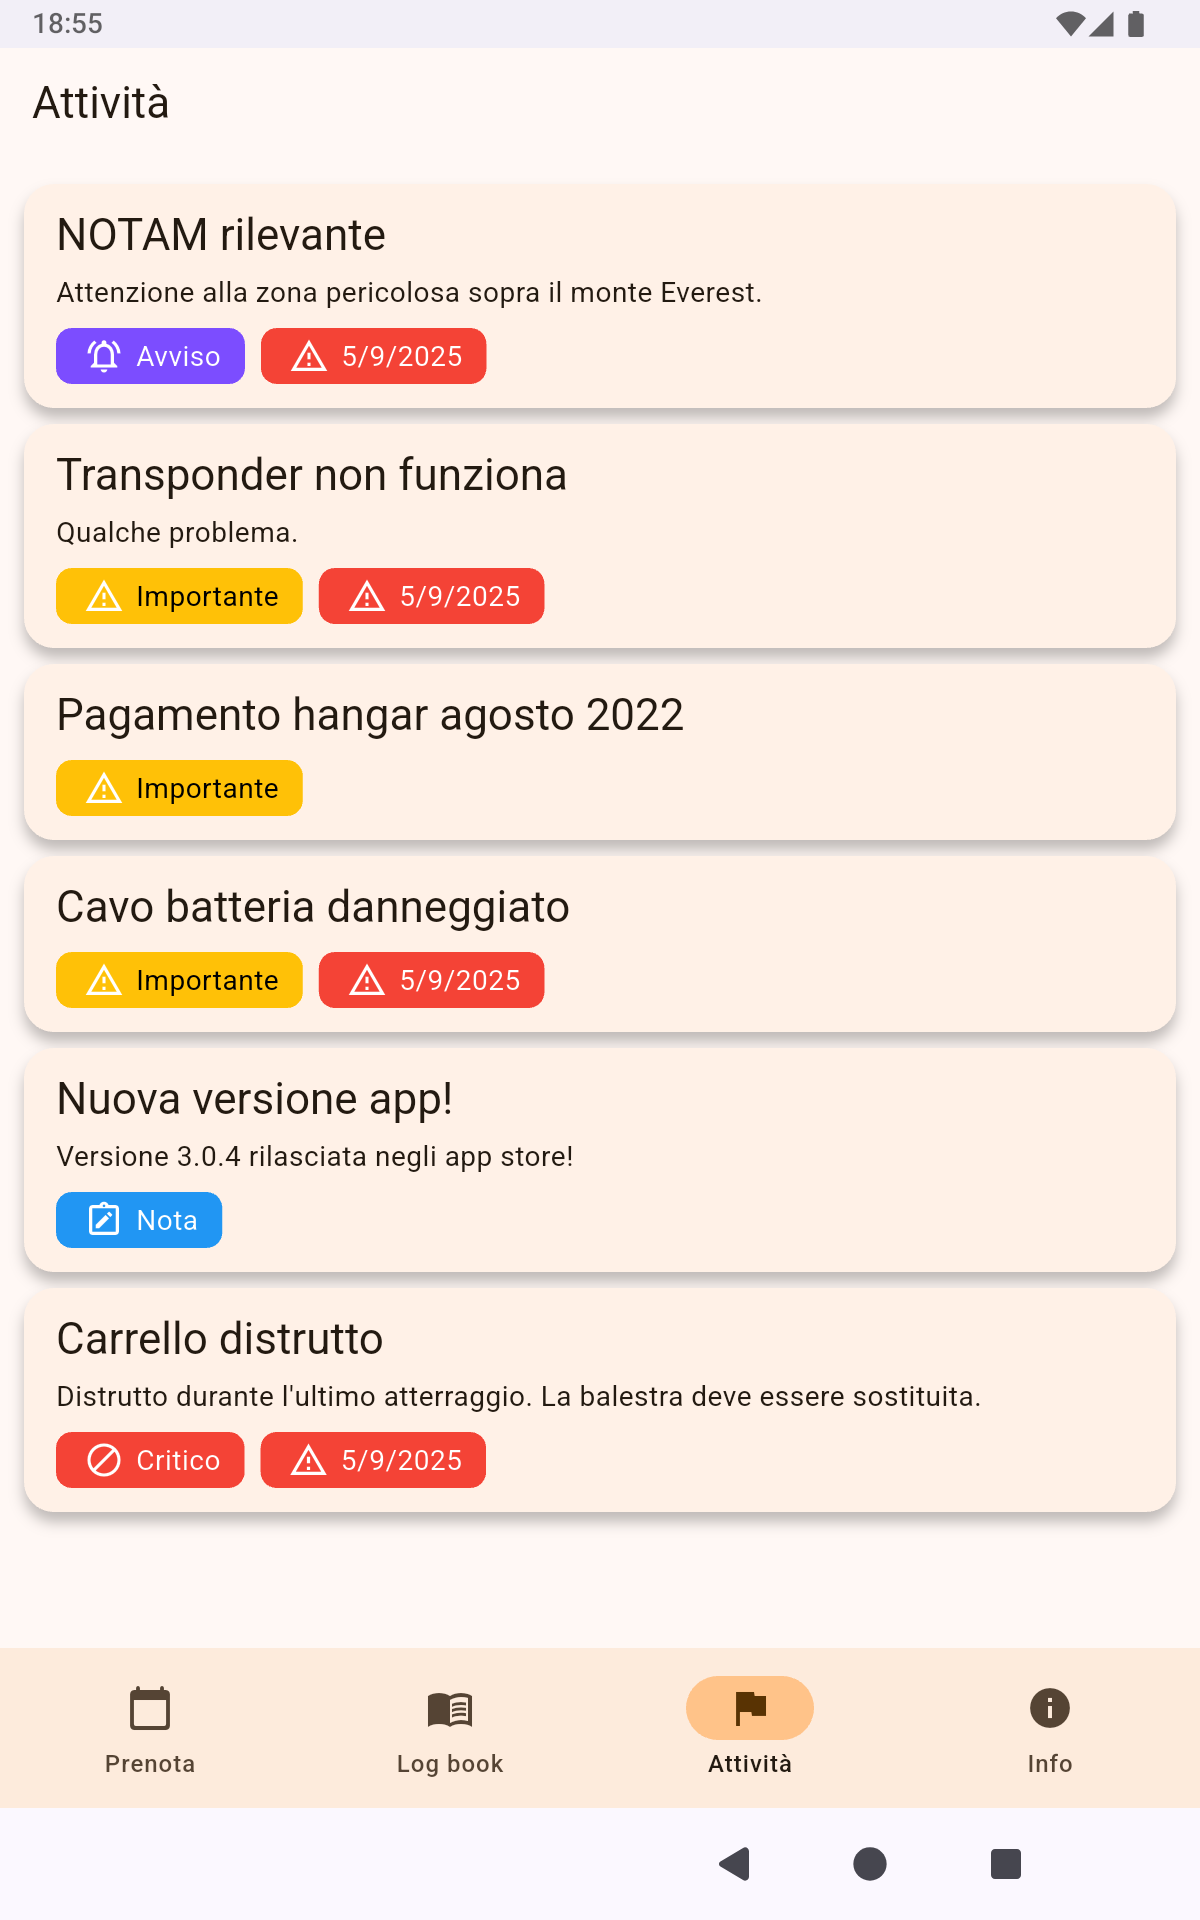 18:55
Attività
NOTAM rilevante
Attenzione alla zona pericolosa sopra il monte Everest.
Avviso 5/9/2025
Transponder non funziona
Qualche problema.
Importante 5/9/2025
Pagamento hangar agosto 2022
Importante
Cavo batteria danneggiato
Importante 5/9/2025
Nuova versione app!
Versione 3.0.4 rilasciata negli app store!
Nota
Carrello distrutto
Distrutto durante l'ultimo atterraggio. La balestra deve essere sostituita.
Critico 5/9/2025
Prenota Log book Attività Info